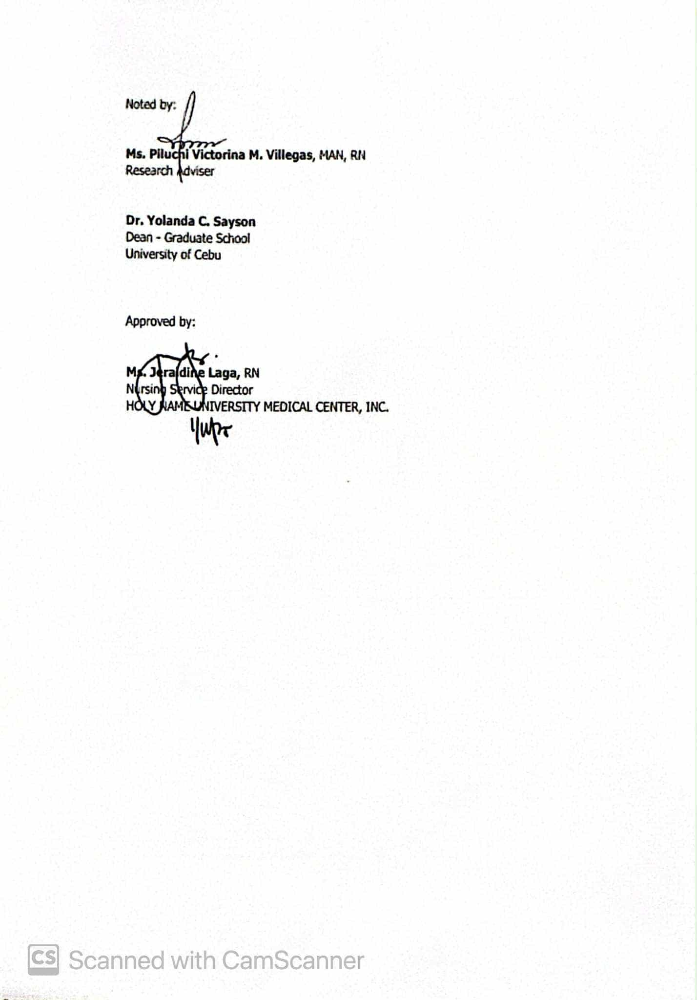 Noted by:
Ms. Piluchi Victorina M. Villegas, MAN, RN
Research Adviser
Dr. Yolanda C. Sayson
Dean - Graduate School
University of Cebu
Approved by:
Ms. Jeraldine Laga, RN
Nursing Service Director
HOLY NAME UNIVERSITY MEDICAL CENTER, INC.
CS Scanned with CamScanner